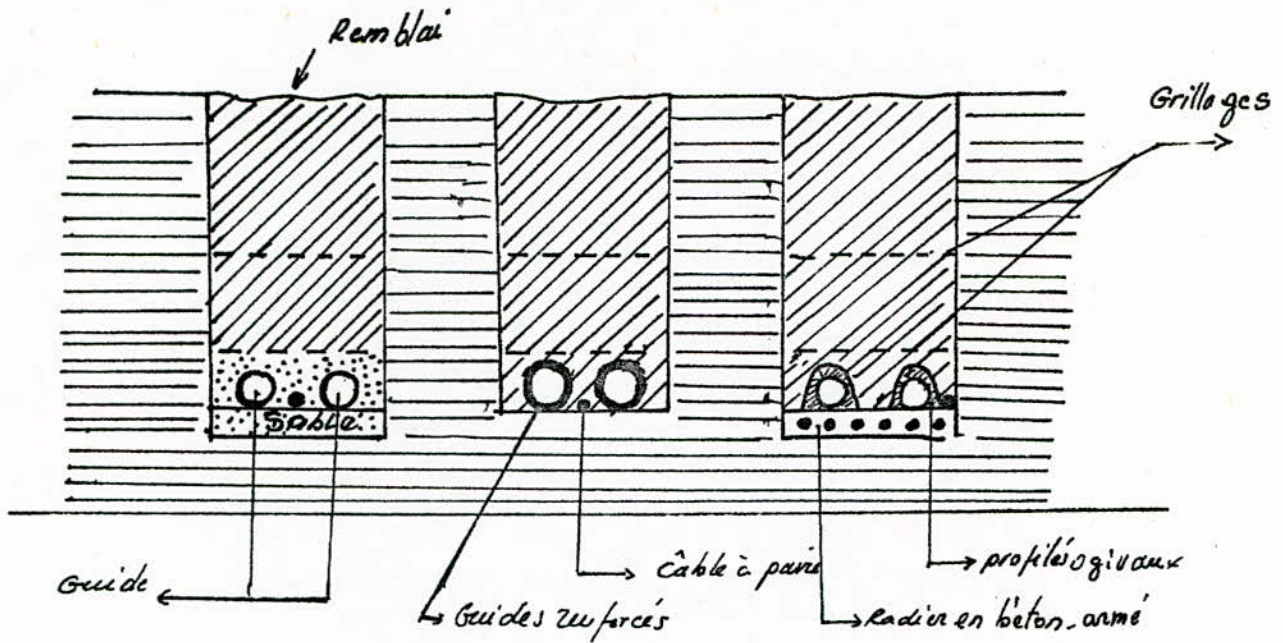 Remblai
Grillages
Sable.
Guide
Guides renforcés
Câble à paire
profilés ogivaux
Radier en béton-armé